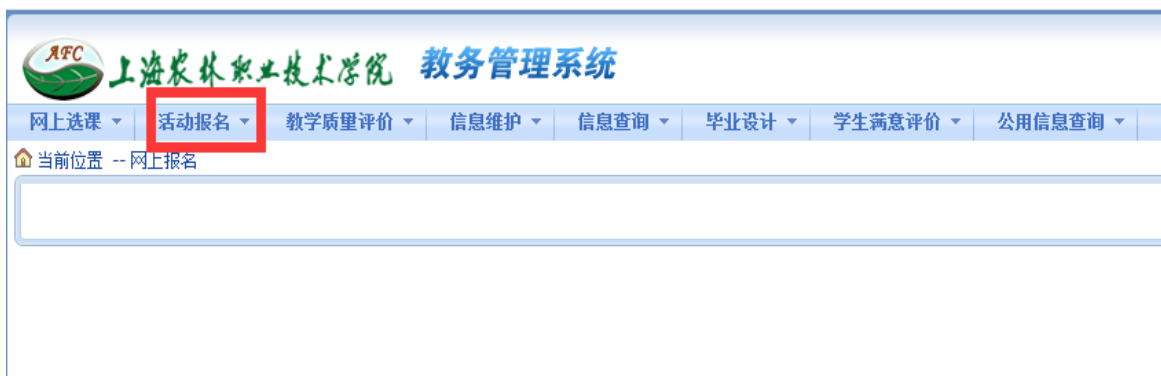 AFC 上海农林职业技术学院 教务管理系统
网上选课 活动报名 教学质量评价 信息维护 信息查询 毕业设计 学生满意评价 公用信息查询
当前位置 -- 网上报名